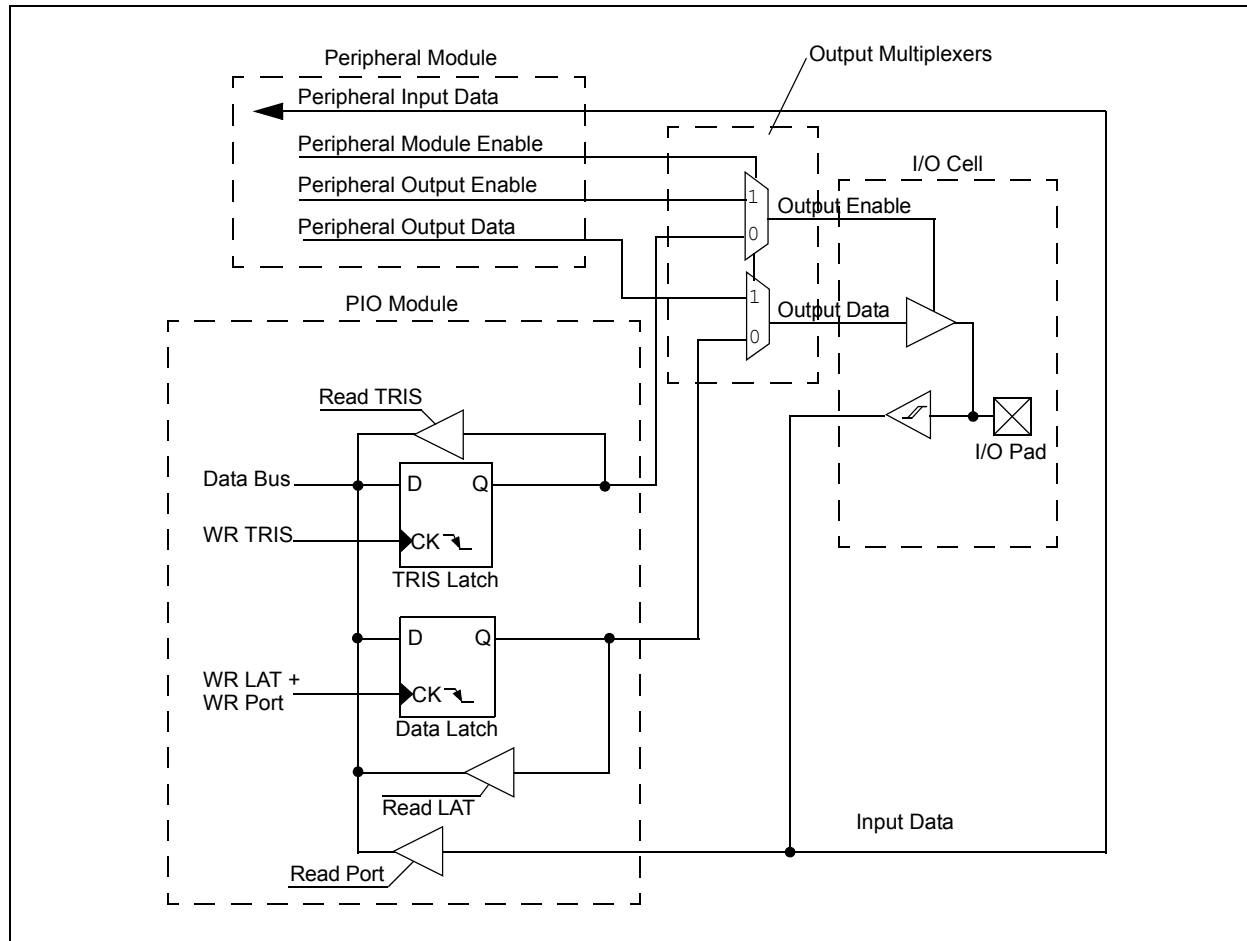 Peripheral Module
Output Multiplexers
Peripheral Input Data
Peripheral Module Enable
Peripheral Output Enable
Peripheral Output Data
1
0
Output Enable
I/O Cell
1
0
Output Data
I/O Pad
PIO Module
Read TRIS
Data Bus
D
Q
WR TRIS
CK
TRIS Latch
D
Q
WR LAT +
WR Port
CK
Data Latch
Read LAT
Input Data
Read Port